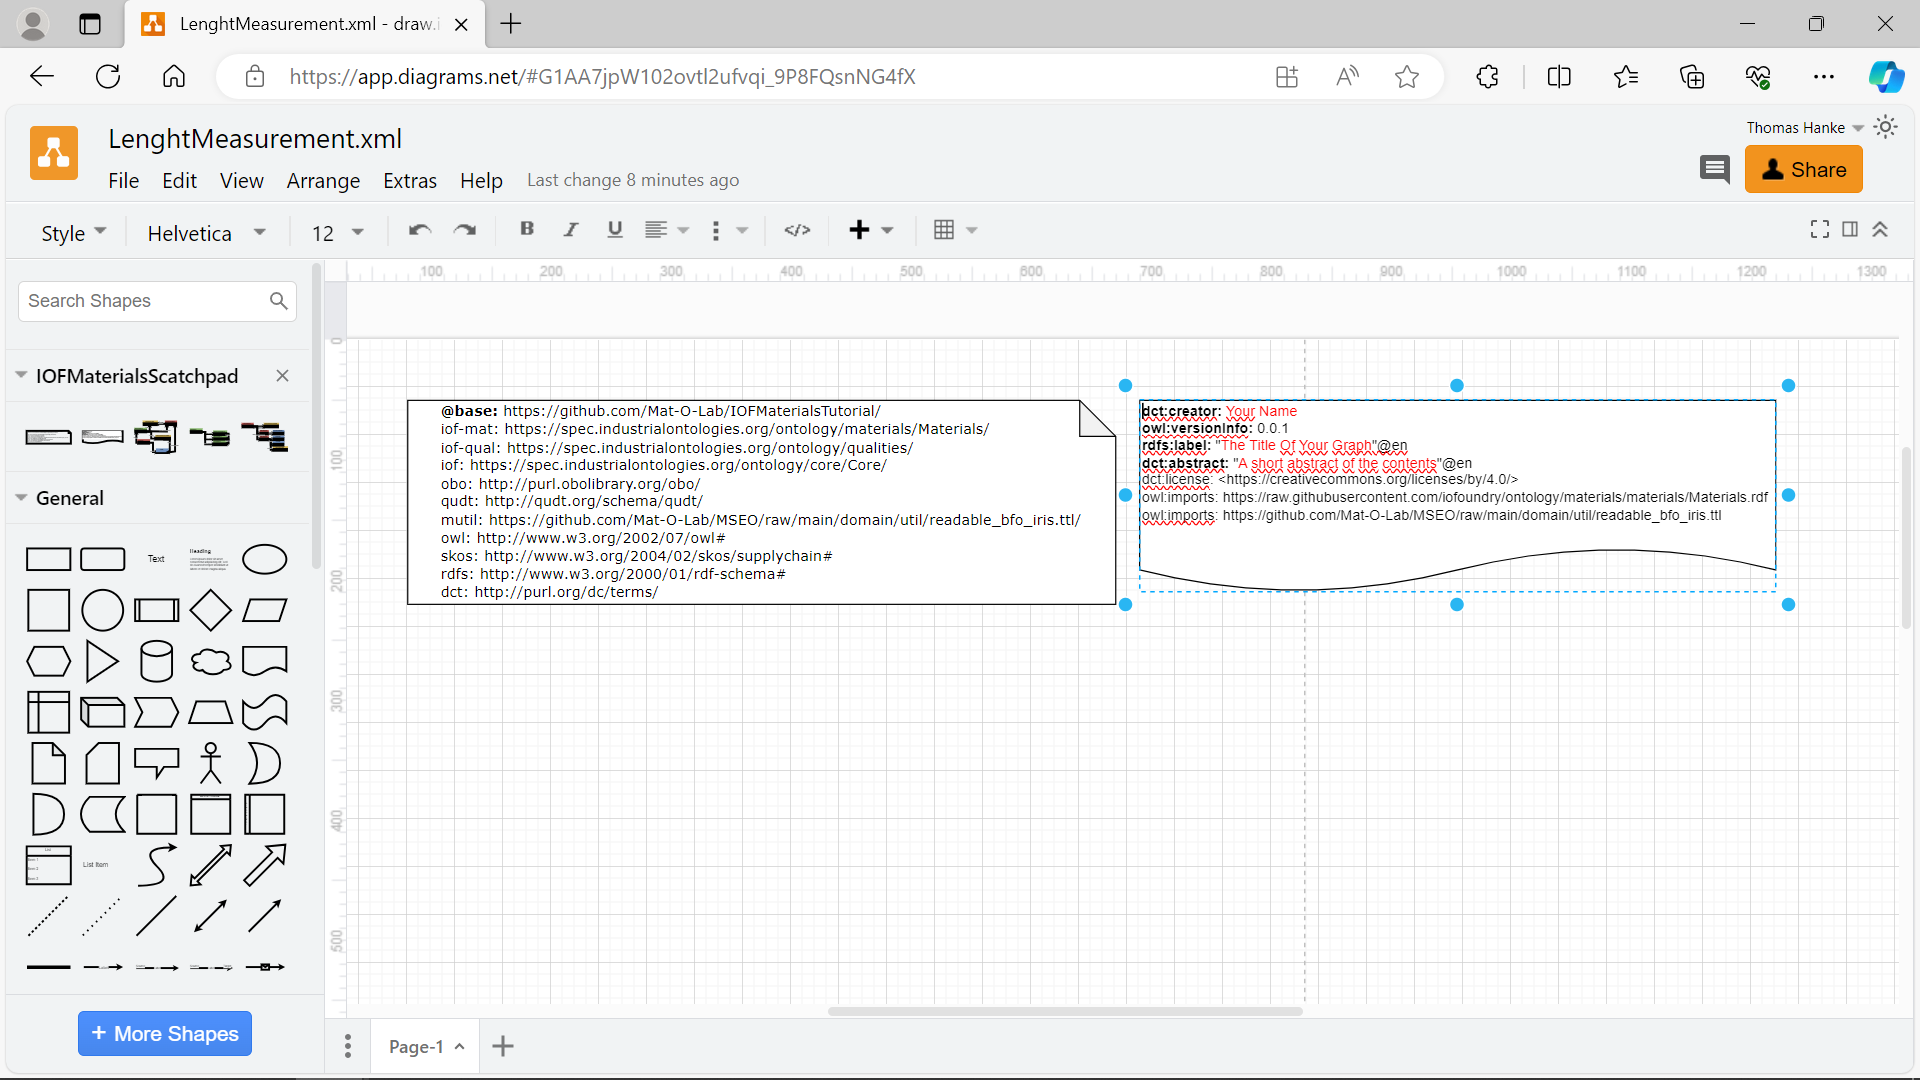 LenghtMeasurement.xml - draw.i
https://app.diagrams.net/#G1AA7jpW102ovtl2ufvqi_9P8FQsnNG4fX
LenghtMeasurement.xml
Thomas Hanke
File Edit View Arrange Extras Help Last change 8 minutes ago
Share
Style Helvetica 12 B I U </>
Search Shapes
100 200 300 400 500 600 700 800 900 1000 1100 1200 1300
0
100
200
300
400
500
IOFMaterialsScatchpad
General
Text
Heading
List
Item 1
Item 2
Item 3
List Item
+ More Shapes
@base: https://github.com/Mat-O-Lab/IOFMaterialsTutorial/
iof-mat: https://spec.industrialontologies.org/ontology/materials/Materials/
iof-qual: https://spec.industrialontologies.org/ontology/qualities/
iof: https://spec.industrialontologies.org/ontology/core/Core/
obo: http://purl.obolibrary.org/obo/
qudt: http://qudt.org/schema/qudt/
mutil: https://github.com/Mat-O-Lab/MSEO/raw/main/domain/util/readable_bfo_iris.ttl/
owl: http://www.w3.org/2002/07/owl#
skos: http://www.w3.org/2004/02/skos/supplychain#
rdfs: http://www.w3.org/2000/01/rdf-schema#
dct: http://purl.org/dc/terms/
dct:creator: Your Name
owl:versionInfo: 0.0.1
rdfs:label: "The Title Of Your Graph"@en
dct:abstract: "A short abstract of the contents"@en
dct:license: <https://creativecommons.org/licenses/by/4.0/>
owl:imports: https://raw.githubusercontent.com/iofoundry/ontology/materials/materials/Materials.rdf
owl:imports: https://github.com/Mat-O-Lab/MSEO/raw/main/domain/util/readable_bfo_iris.ttl
Page-1